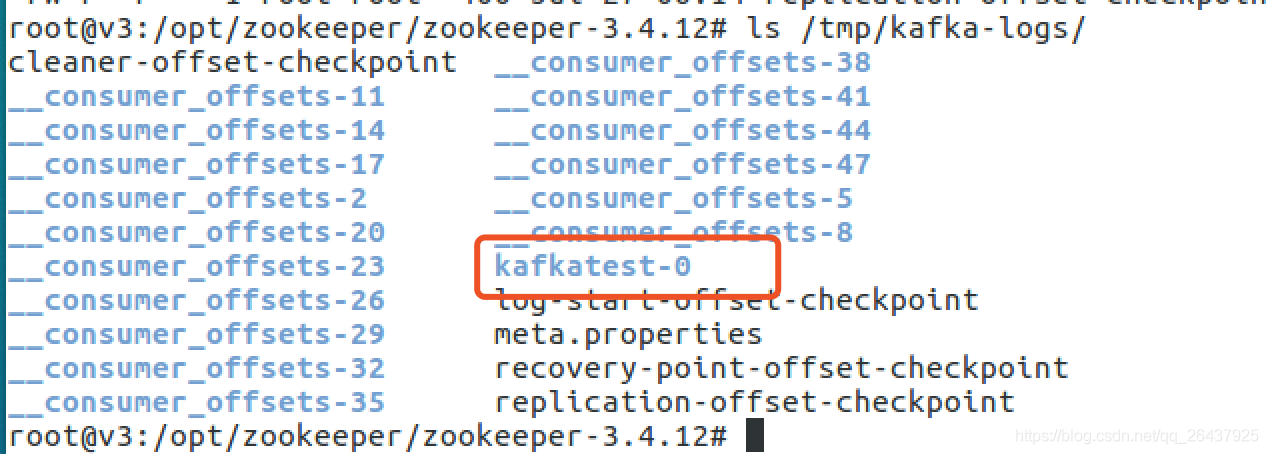 root@v3:/opt/zookeeper/zookeeper-3.4.12# ls /tmp/kafka-logs/
cleaner-offset-checkpoint  __consumer_offsets-38
__consumer_offsets-11      __consumer_offsets-41
__consumer_offsets-14      __consumer_offsets-44
__consumer_offsets-17      __consumer_offsets-47
__consumer_offsets-2       __consumer_offsets-5
__consumer_offsets-20      __consumer_offsets-8
__consumer_offsets-23      kafkatest-0
__consumer_offsets-26      log-start-offset-checkpoint
__consumer_offsets-29      meta.properties
__consumer_offsets-32      recovery-point-offset-checkpoint
__consumer_offsets-35      replication-offset-checkpoint
root@v3:/opt/zookeeper/zookeeper-3.4.12#
https://blog.csdn.net/qq_26437925